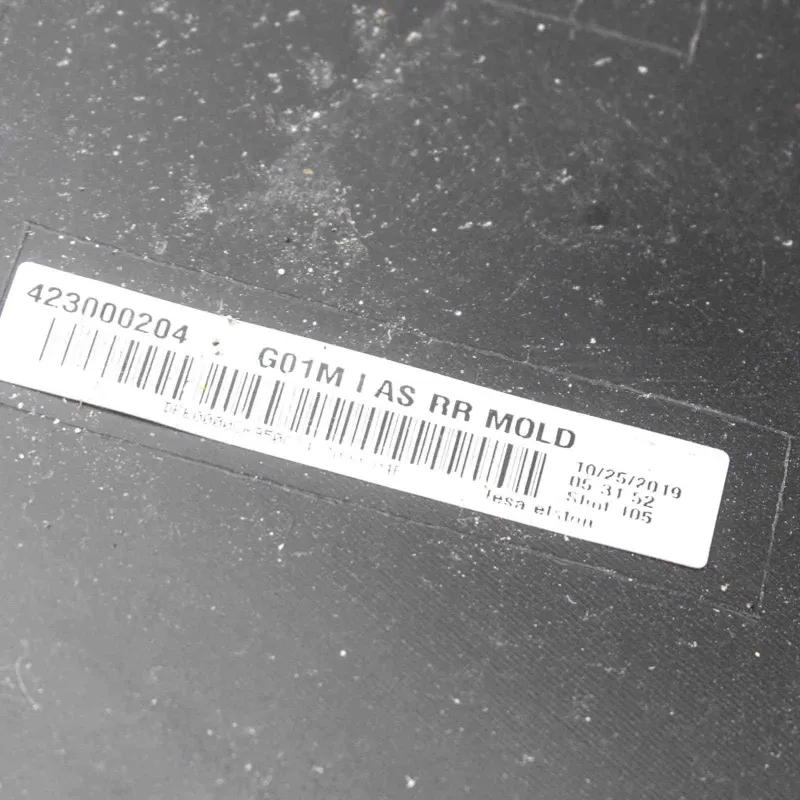 423000204 G01M I AS RR MOLD
10/25/2019
05 31 52
Shot 105